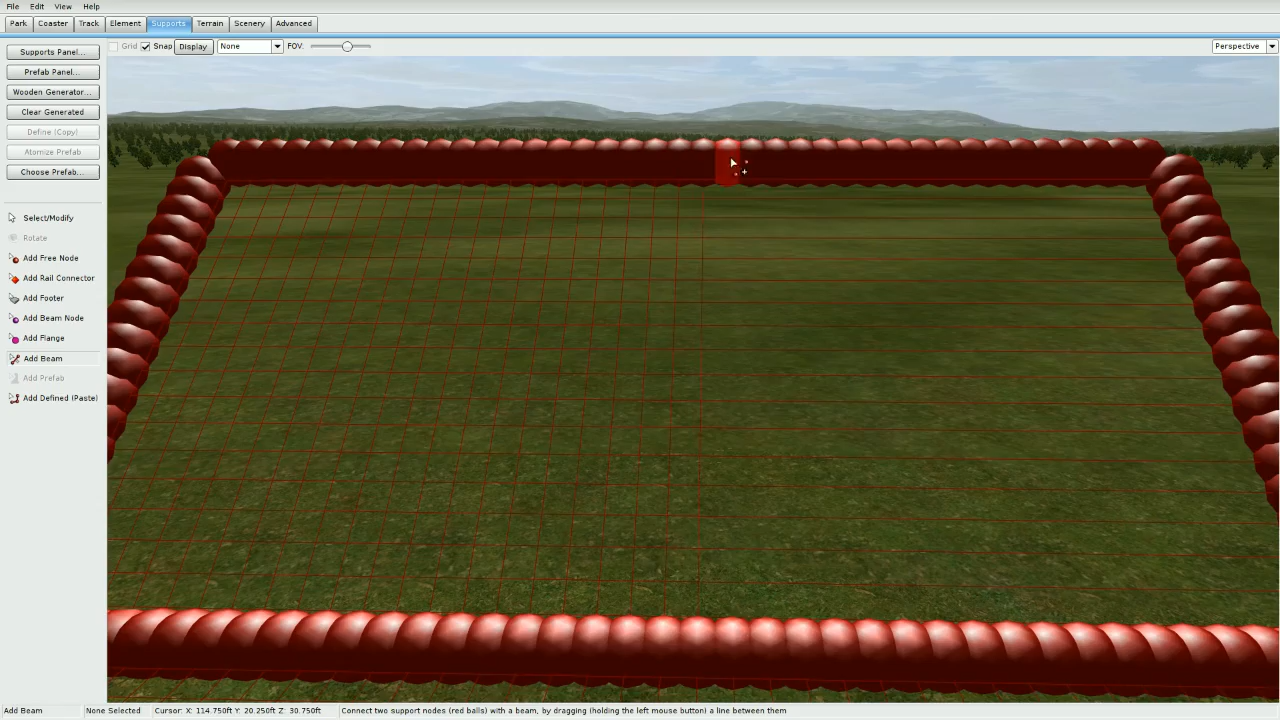 File Edit View Help
Park Coaster Track Element Supports Terrain Scenery Advanced
Supports Panel... Grid Snap Display None FOV: Perspective
Prefab Panel...
Wooden Generator...
Clear Generated
Define (Copy)
Atomize Prefab
Choose Prefab...
Select/Modify
Rotate
Add Free Node
Add Rail Connector
Add Footer
Add Beam Node
Add Flange
Add Beam
Add Prefab
Add Defined (Paste)
Add Beam None Selected Cursor: X: 114.750ft Y: 20.250ft Z: 30.750ft Connect two support nodes (red balls) with a beam, by dragging (holding the left mouse button) a line between them